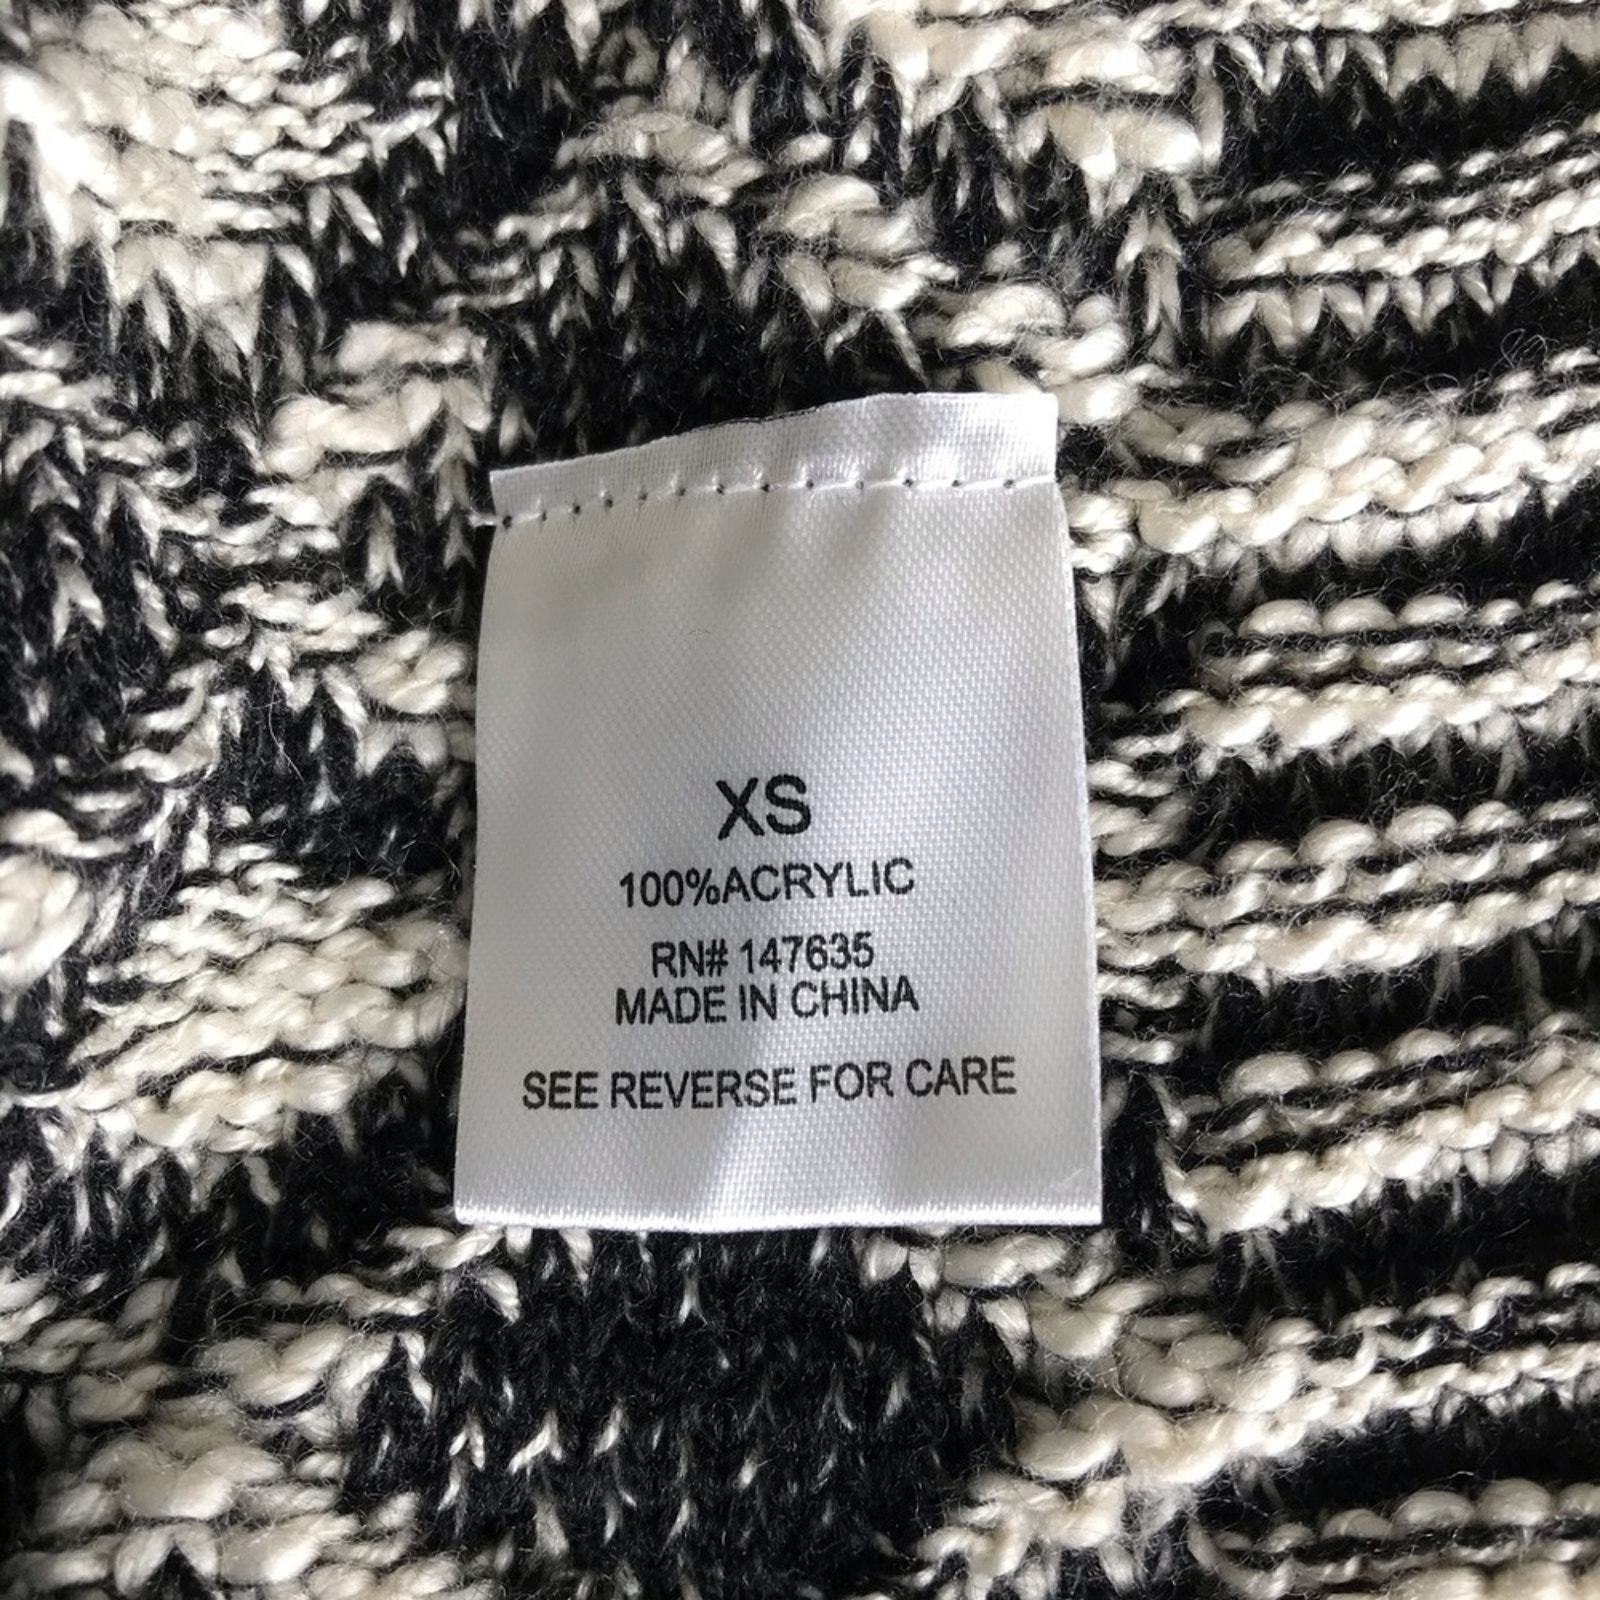 XS
100%ACRYLIC
RN# 147635
MADE IN CHINA
SEE REVERSE FOR CARE